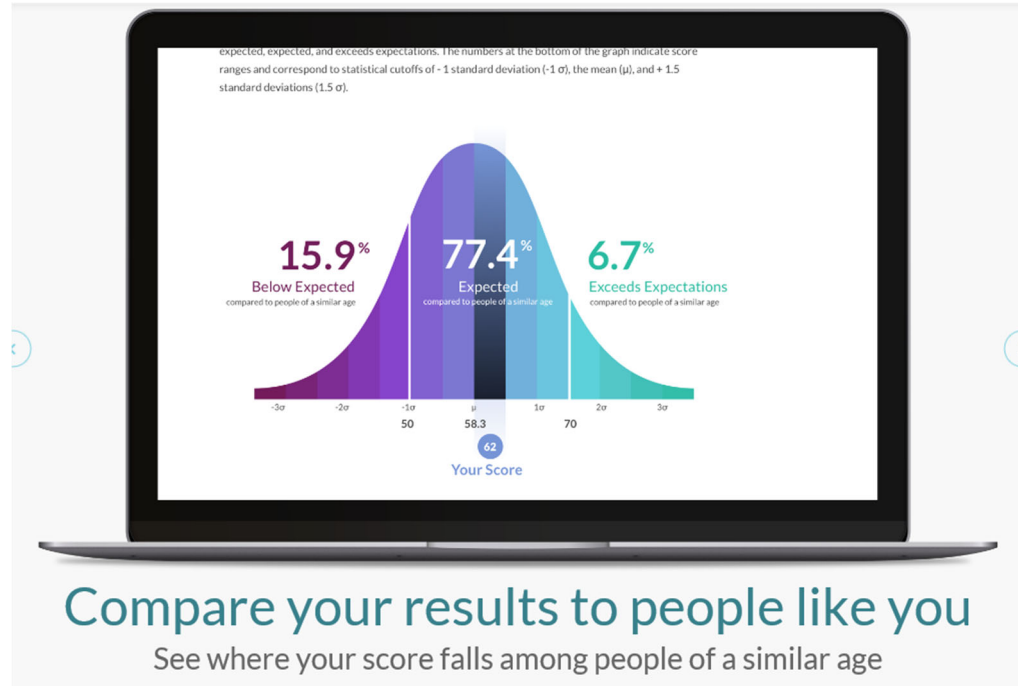 expected, expected, and exceeds expectations. The numbers at the bottom of the graph indicate score
ranges and correspond to statistical cutoffs of - 1 standard deviation (-1 σ), the mean (μ), and + 1.5
standard deviations (1.5 σ).
15.9%
Below Expected
compared to people of a similar age
77.4%
Expected
compared to people of a similar age
6.7%
Exceeds Expectations
compared to people of a similar age
-3σ -2σ -1σ μ 1σ 2σ 3σ
50 58.3 70
62
Your Score
Compare your results to people like you
See where your score falls among people of a similar age